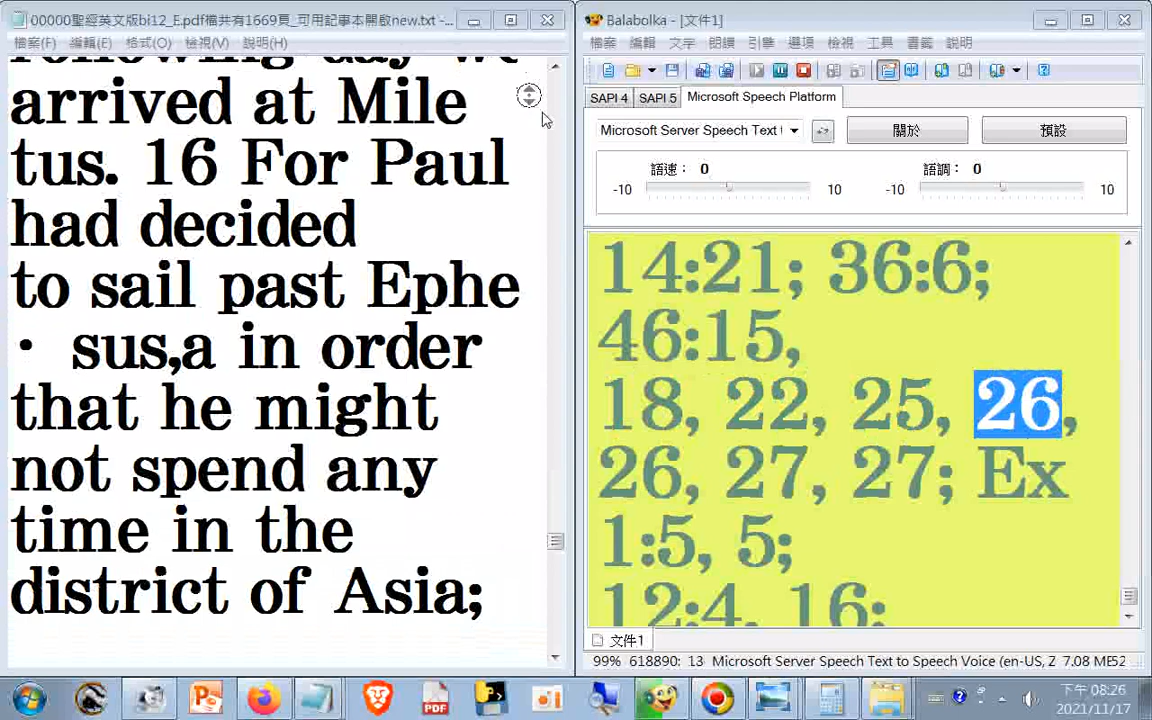 00000聖經英文版bi12_E.pdf檔共有1669頁_可用記事本開啟new.txt -...
檔案(F) 編輯(E) 格式(O) 檢視(V) 說明(H)
following day we
arrived at Mile
tus. 16 For Paul
had decided
to sail past Ephe
· sus,a in order
that he might
not spend any
time in the
district of Asia;
Balabolka - [文件1]
檔案 編輯 文字 朗讀 引擎 選項 檢視 工具 書籤 說明
SAPI 4 SAPI 5 Microsoft Speech Platform
Microsoft Server Speech Text 關於 預設
語速： 0 語調： 0
-10 10 -10 10
14:21; 36:6;
46:15,
18, 22, 25, 26,
26, 27, 27; Ex
1:5, 5;
12:4, 16;
文件1
99% 618890: 13 Microsoft Server Speech Text to Speech Voice (en-US, Z 7.08 ME52
PDF
下午 08:26
2021/11/17